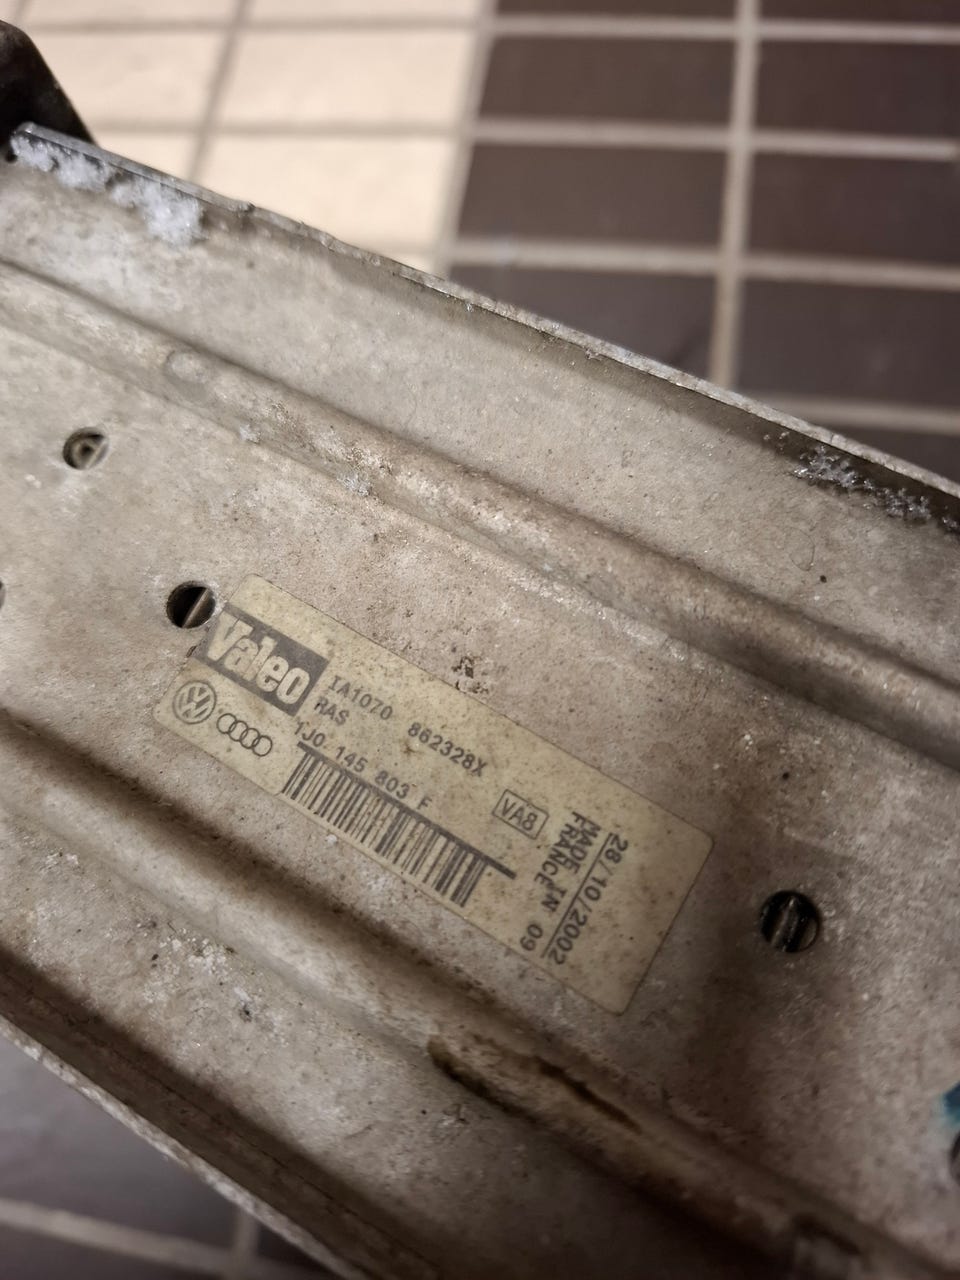 Valeo
IA1070 862328X
RAS
1J0 145 803 F
VA8
28/10/2002
MADE IN
FRANCE 09